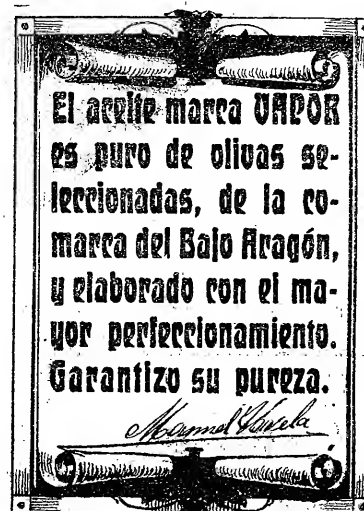 El aceite marca VAPOR
es puro de olivas se-
leccionadas, de la co-
marca del Bajo Aragón,
y elaborado con el ma-
yor perfeccionamiento.
Garantizo su pureza.
Manuel